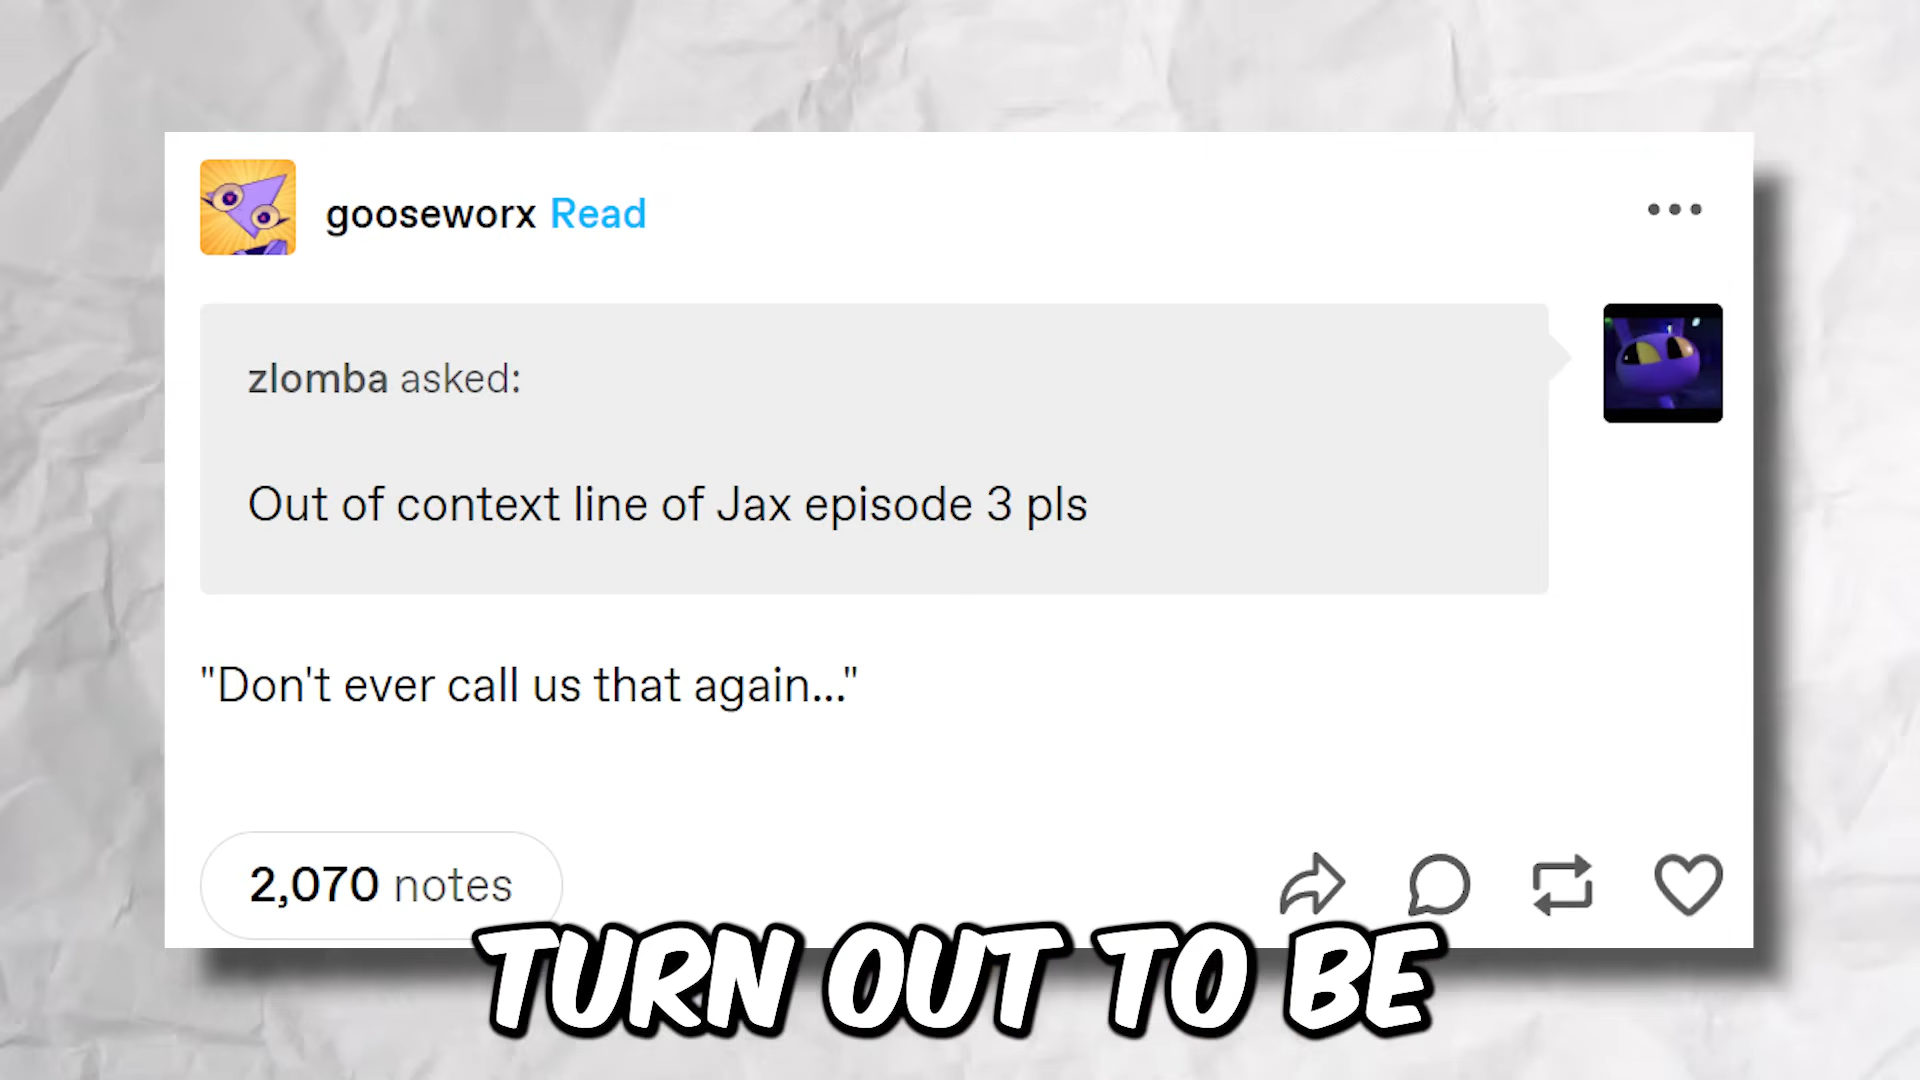 gooseworx Read
zlomba asked:
Out of context line of Jax episode 3 pls
"Don't ever call us that again..."
2,070 notes
TURN OUT TO BE